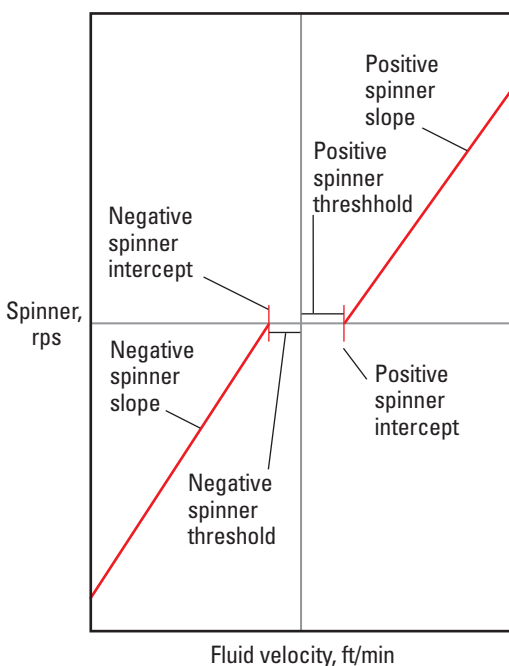 Positive
spinner
slope
Positive
spinner
threshhold
Negative
spinner
intercept
Spinner,
rps
Negative
spinner
slope
Positive
spinner
intercept
Negative
spinner
threshold
Fluid velocity, ft/min